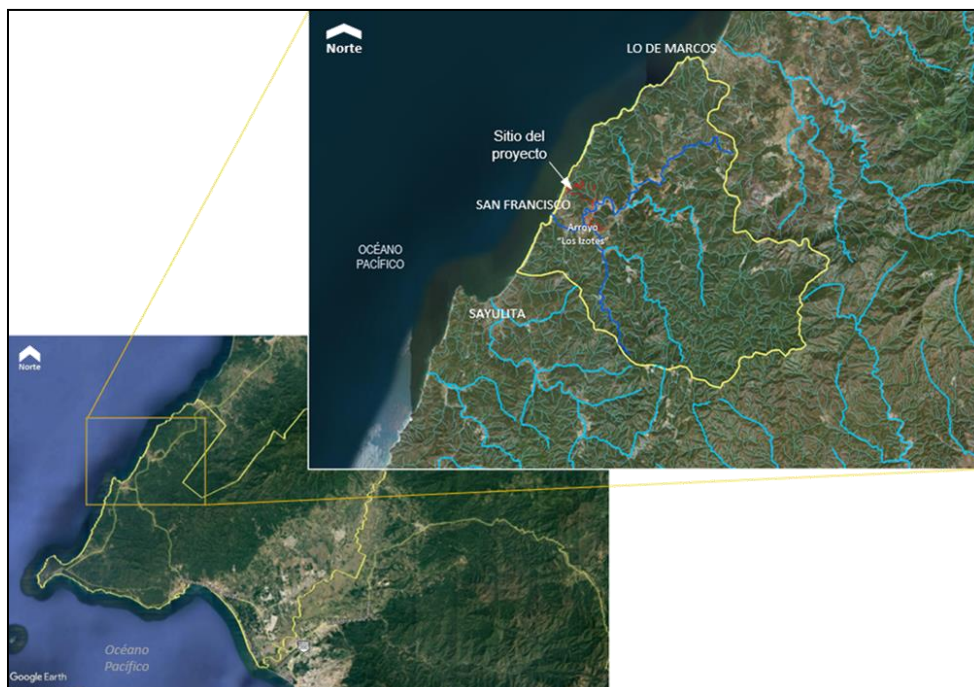 Norte
LO DE MARCOS
Sitio del
proyecto
SAN FRANCISCO
Arroyo
"Los Izotes"
OCÉANO
PACÍFICO
SAYULITA
Norte
Océano
Pacífico
Google Earth